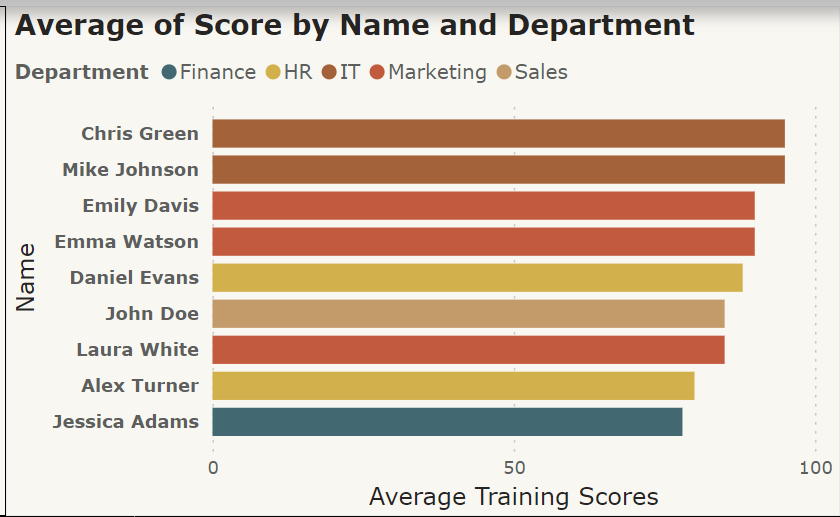 Average of Score by Name and Department
Department Finance HR IT Marketing Sales
Chris Green
Mike Johnson
Emily Davis
Emma Watson
Daniel Evans
John Doe
Laura White
Alex Turner
Jessica Adams
Name
0 50 100
Average Training Scores